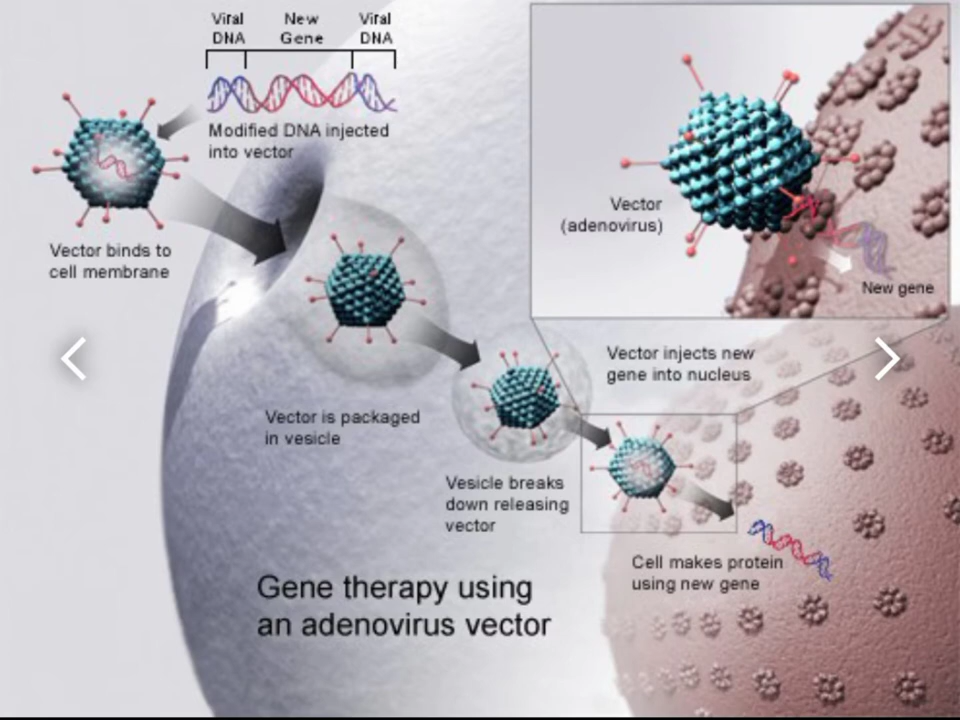 Viral New Viral
DNA Gene DNA
Modified DNA injected
into vector
Vector binds to
cell membrane
Vector
(adenovirus)
New gene
Vector injects new
gene into nucleus
Vector is packaged
in vesicle
Vesicle breaks
down releasing
vector
Cell makes protein
using new gene
Gene therapy using
an adenovirus vector